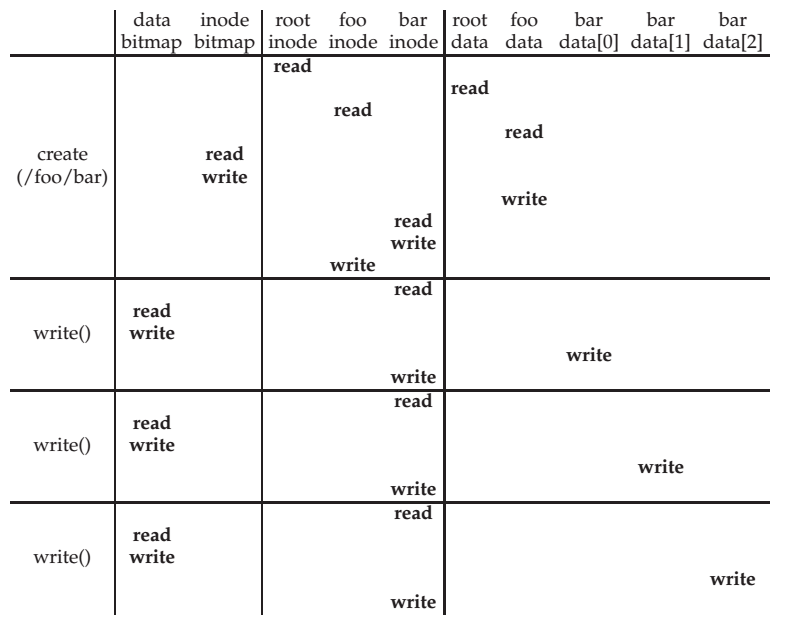 data inode root foo bar root foo bar bar bar
bitmap bitmap inode inode inode data data data[0] data[1] data[2]
read
read
read
read
create read
(/foo/bar) write
write
read
write
write
read
read
write() write
write
write
read
read
write() write
write
write
read
read
write() write
write
write